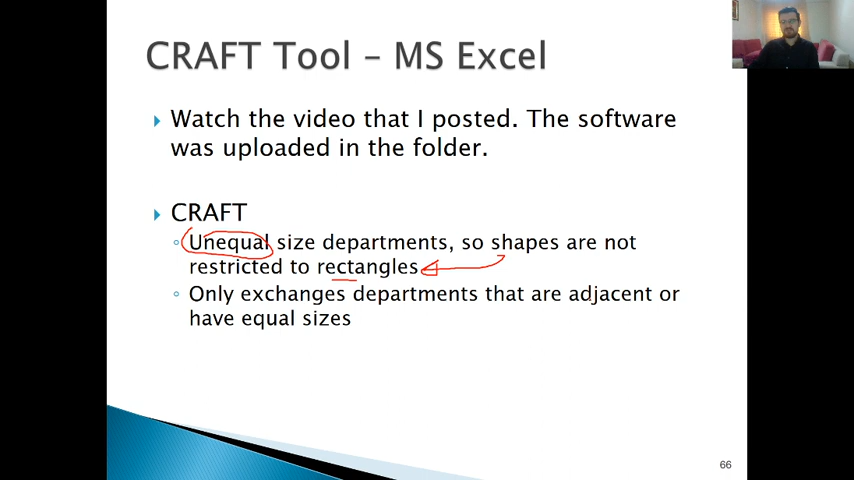 CRAFT Tool – MS Excel
Watch the video that I posted. The software
was uploaded in the folder.
CRAFT
Unequal size departments, so shapes are not
restricted to rectangles
Only exchanges departments that are adjacent or
have equal sizes
66